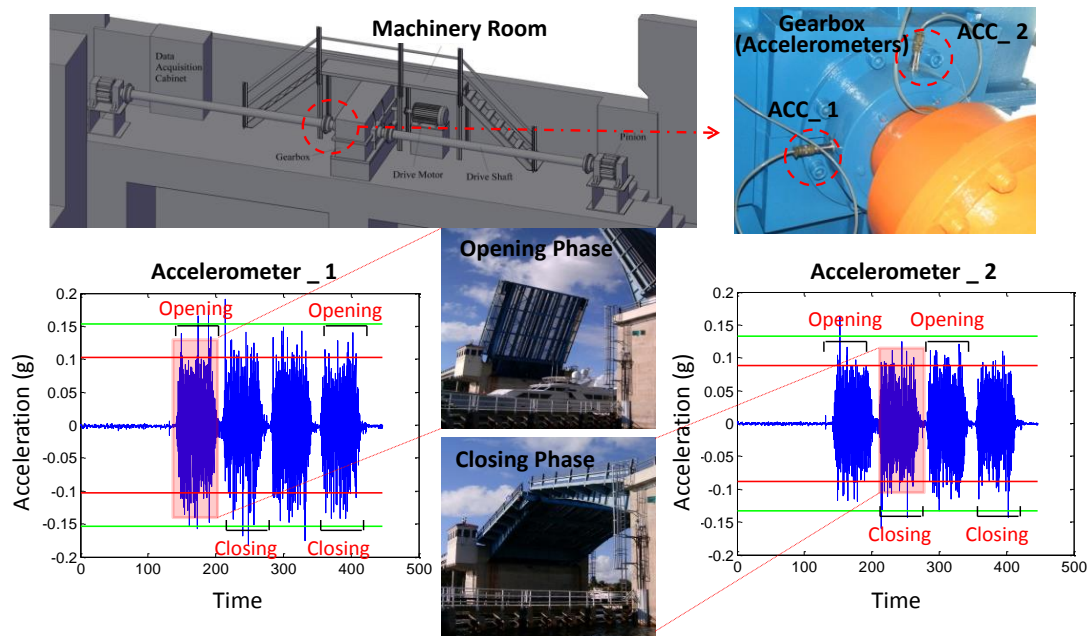 Machinery Room
Data
Acquisition
Cabinet
Gearbox
Drive Motor
Drive Shaft
Pinion
Gearbox
(Accelerometers)
ACC_ 2
ACC_ 1
Opening Phase
Closing Phase
Accelerometer _ 1
Acceleration (g)
0.2
0.15
0.1
0.05
0
-0.05
-0.1
-0.15
-0.2
Opening
Opening
Closing
Closing
0
100
200
300
400
500
Time
Accelerometer _ 2
Acceleration (g)
0.2
0.15
0.1
0.05
0
-0.05
-0.1
-0.15
-0.2
Opening
Opening
Closing
Closing
0
100
200
300
400
500
Time